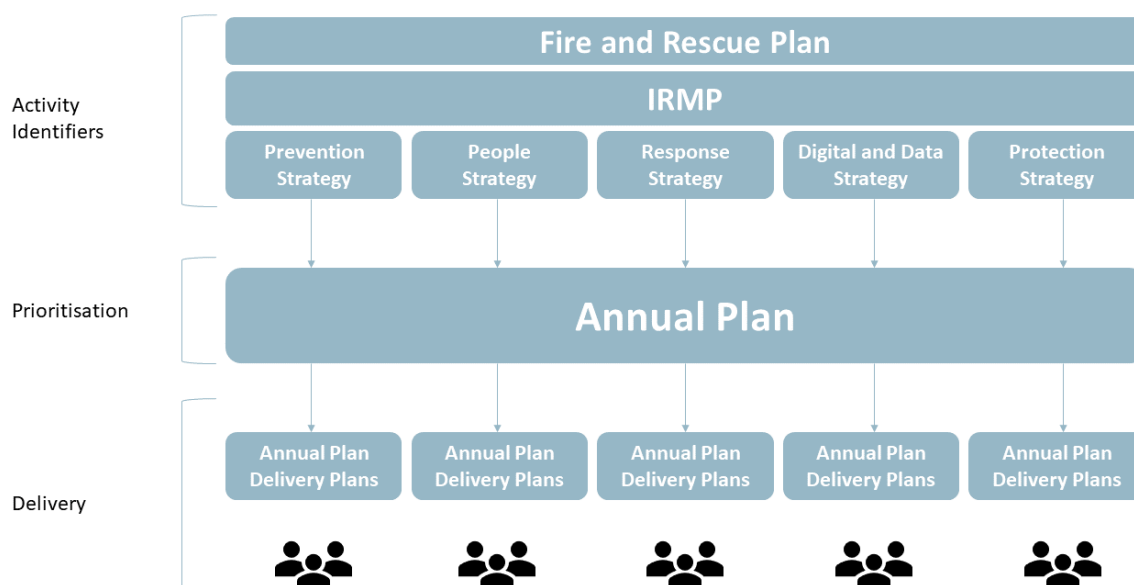 Fire and Rescue Plan
Activity
Identifiers
IRMP
Prevention
Strategy
People
Strategy
Response
Strategy
Digital and Data
Strategy
Protection
Strategy
Prioritisation
Annual Plan
Delivery
Annual Plan
Delivery Plans
Annual Plan
Delivery Plans
Annual Plan
Delivery Plans
Annual Plan
Delivery Plans
Annual Plan
Delivery Plans